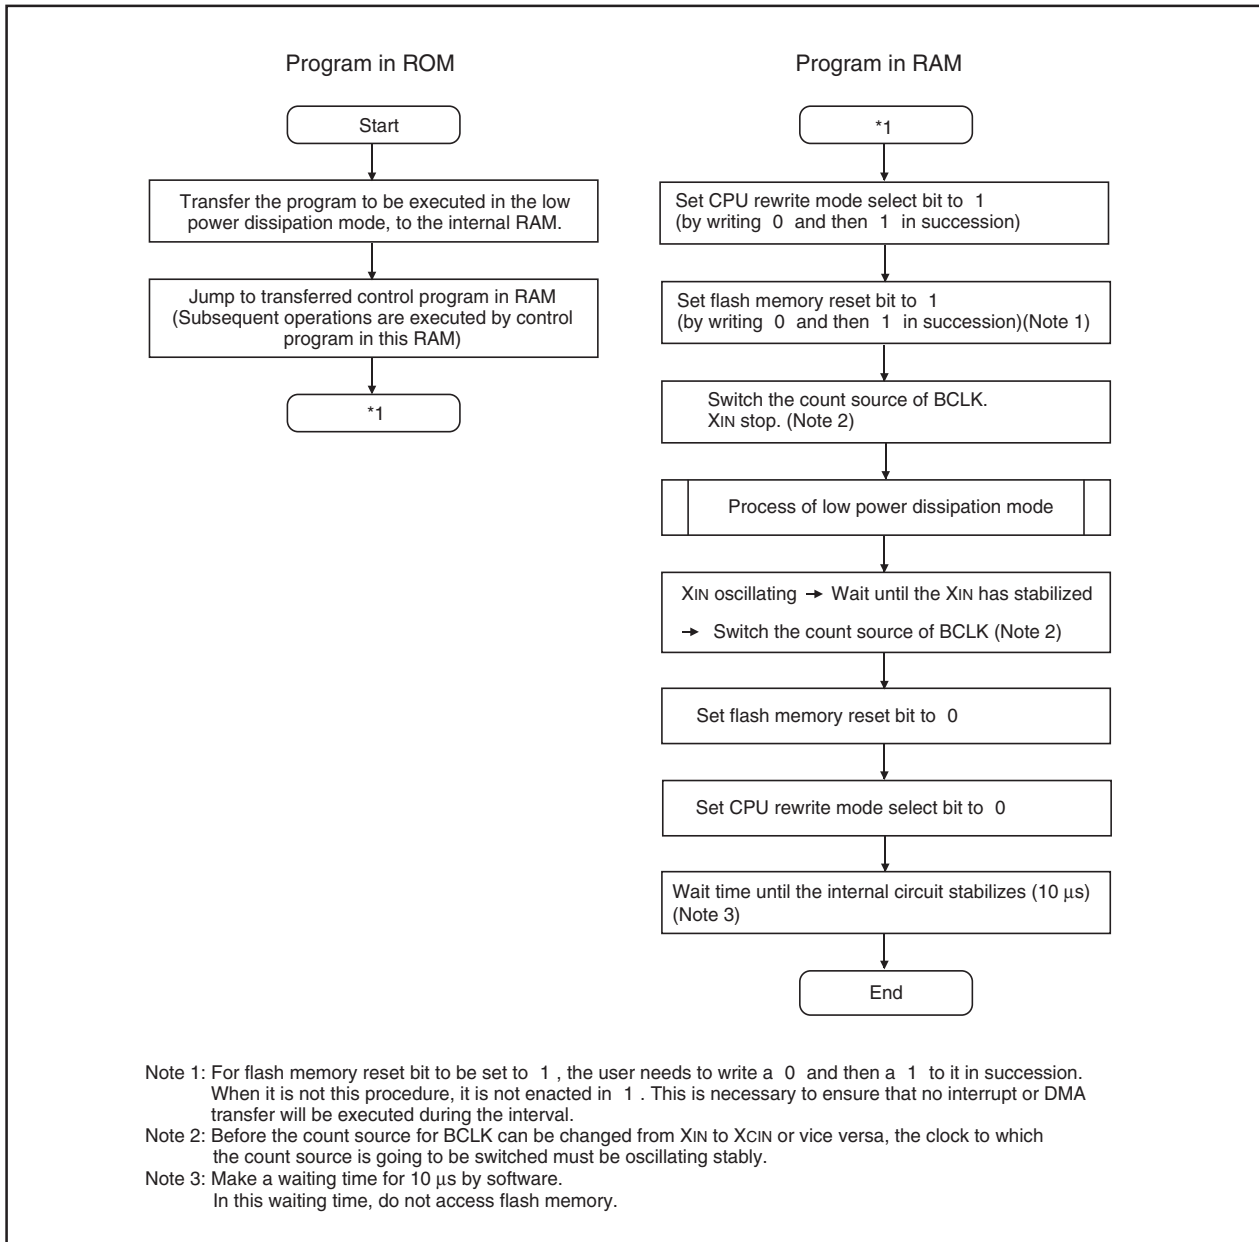 Program in ROM
Start
Transfer the program to be executed in the low
power dissipation mode, to the internal RAM.
Jump to transferred control program in RAM
(Subsequent operations are executed by control
program in this RAM)
*1
Program in RAM
*1
Set CPU rewrite mode select bit to 1
(by writing 0 and then 1 in succession)
Set flash memory reset bit to 1
(by writing 0 and then 1 in succession)(Note 1)
Switch the count source of BCLK.
XIN stop. (Note 2)
Process of low power dissipation mode
XIN oscillating → Wait until the XIN has stabilized
→ Switch the count source of BCLK (Note 2)
Set flash memory reset bit to 0
Set CPU rewrite mode select bit to 0
Wait time until the internal circuit stabilizes (10 μs)
(Note 3)
End
Note 1: For flash memory reset bit to be set to 1 , the user needs to write a 0 and then a 1 to it in succession.
When it is not this procedure, it is not enacted in 1 . This is necessary to ensure that no interrupt or DMA
transfer will be executed during the interval.
Note 2: Before the count source for BCLK can be changed from XIN to XCIN or vice versa, the clock to which
the count source is going to be switched must be oscillating stably.
Note 3: Make a waiting time for 10 μs by software.
In this waiting time, do not access flash memory.